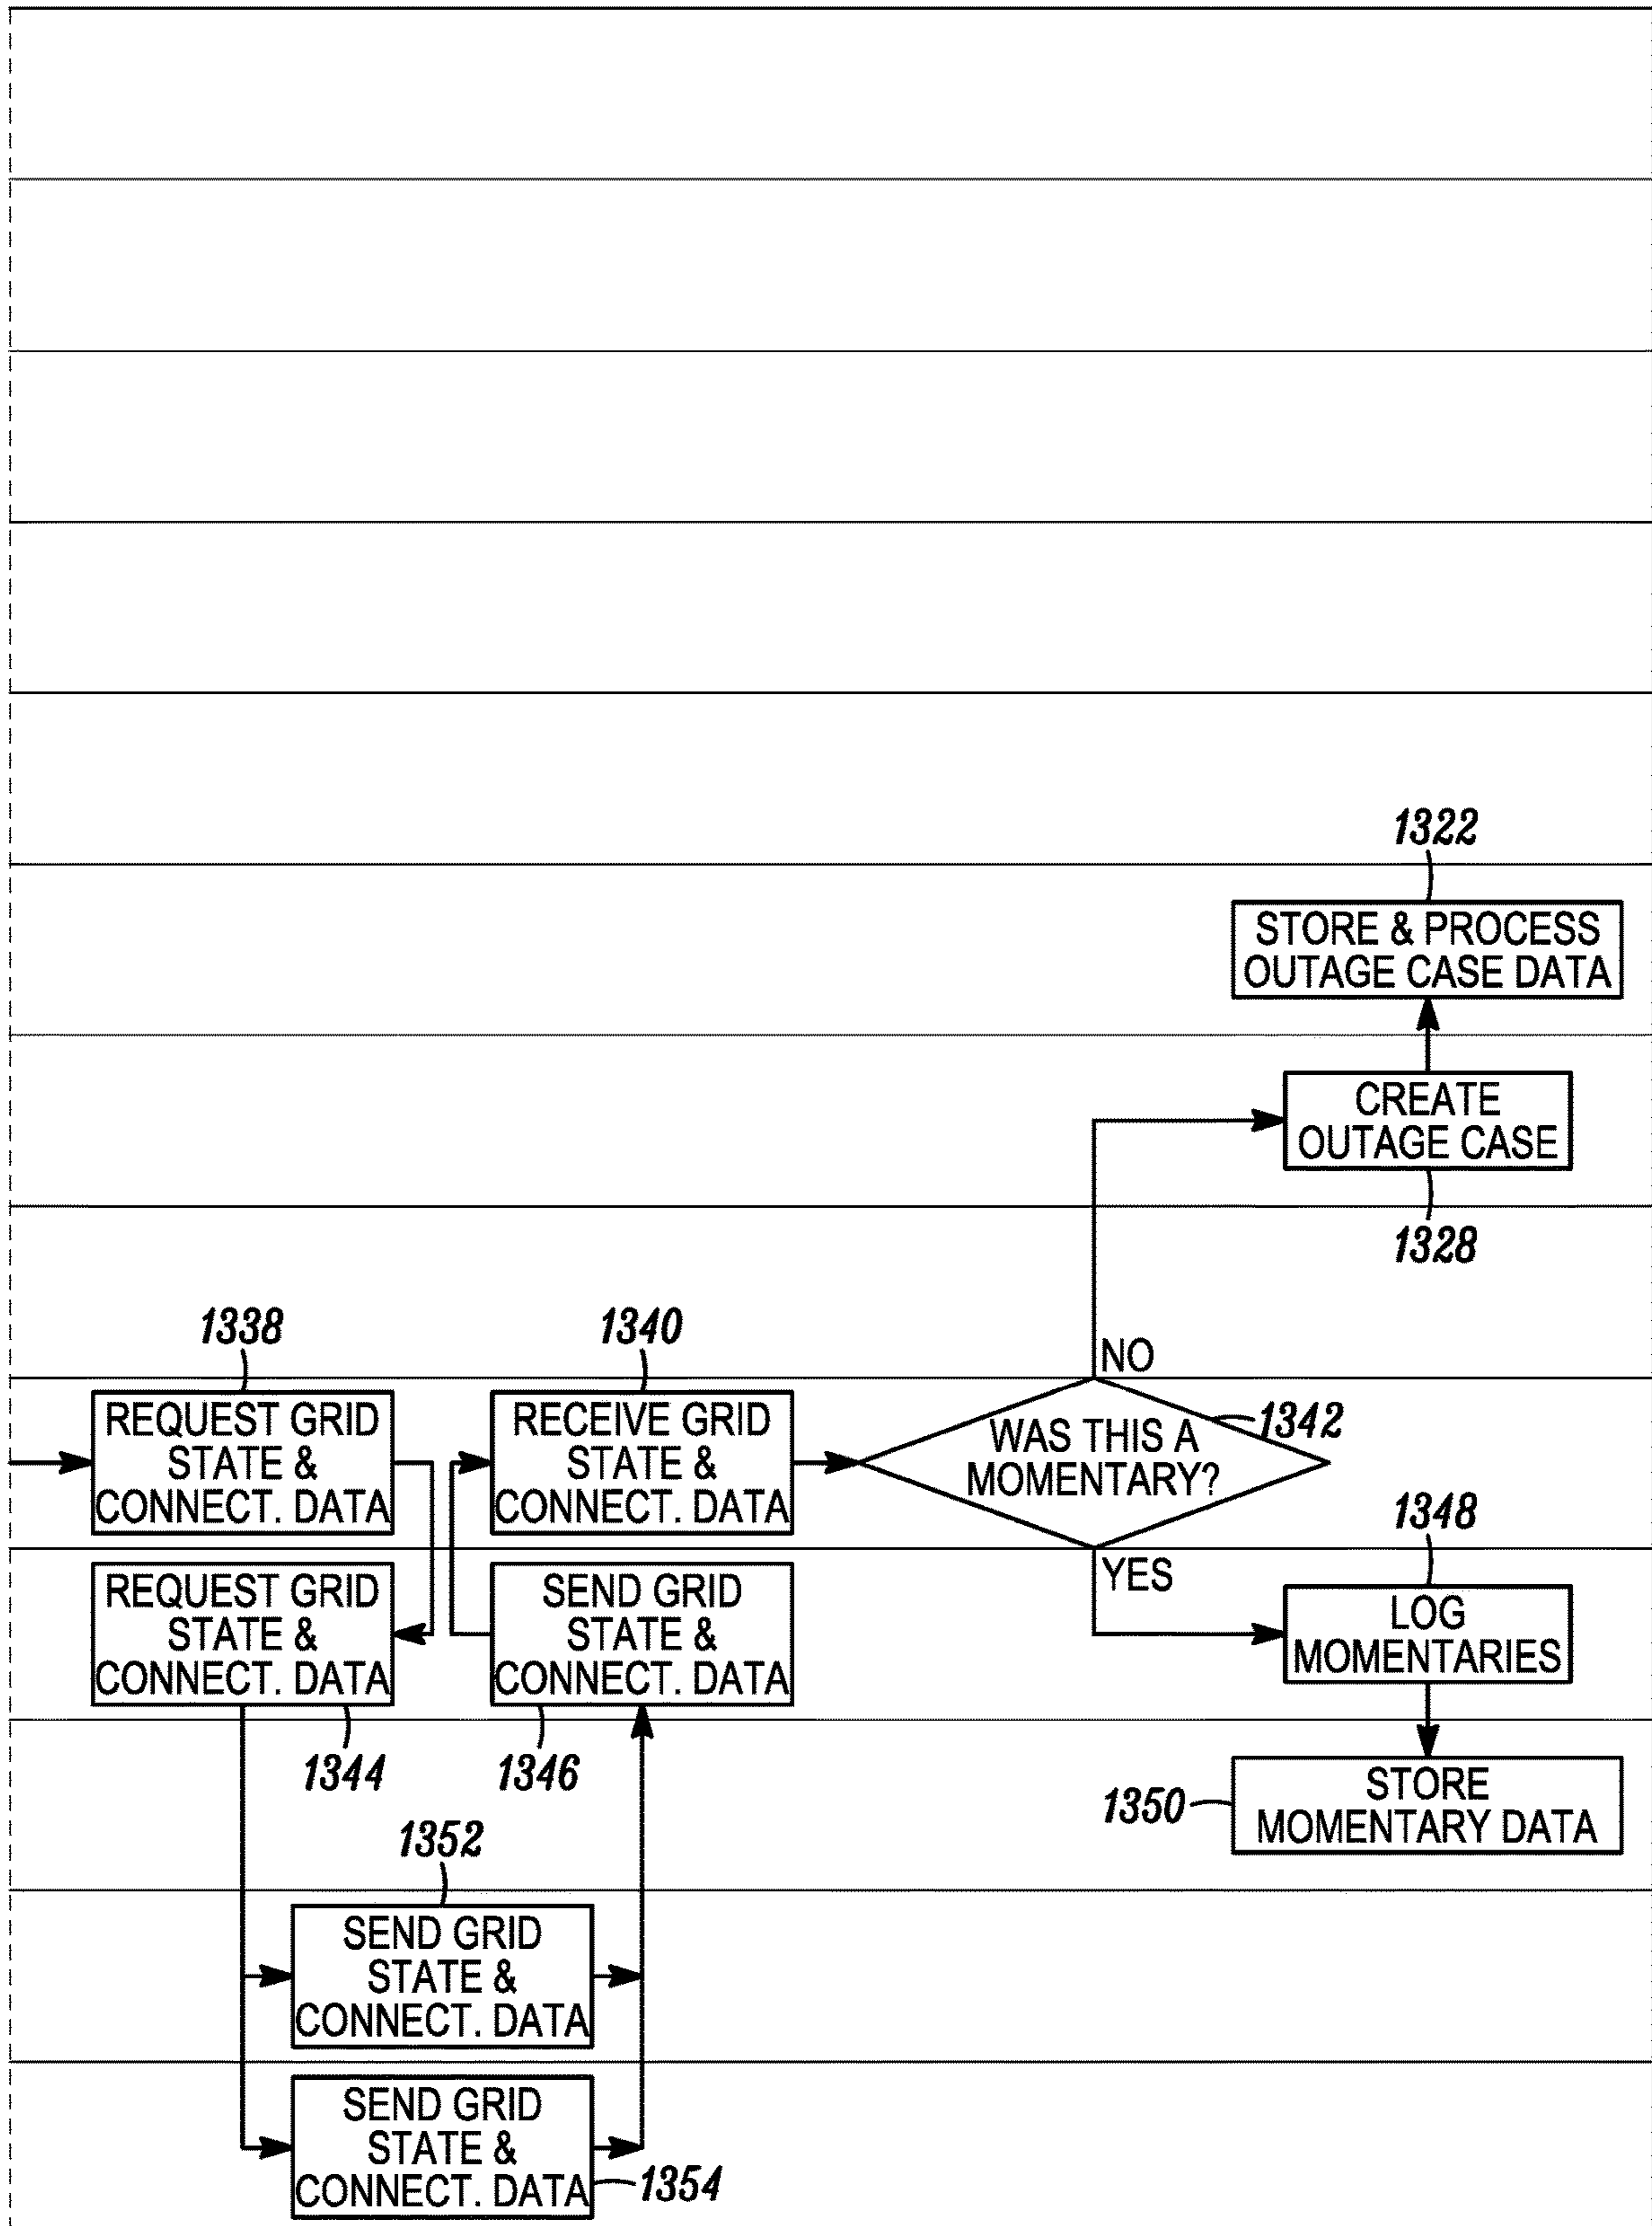 1322
STORE & PROCESS
OUTAGE CASE DATA
CREATE
OUTAGE CASE
1328
1338
1340
NO
REQUEST GRID
STATE &
CONNECT. DATA
RECEIVE GRID
STATE &
CONNECT. DATA
WAS THIS A
MOMENTARY?
1342
1348
YES
REQUEST GRID
STATE &
CONNECT. DATA
SEND GRID
STATE &
CONNECT. DATA
LOG
MOMENTARIES
1344
1346
1350
STORE
MOMENTARY DATA
1352
SEND GRID
STATE &
CONNECT. DATA
SEND GRID
STATE &
CONNECT. DATA
1354